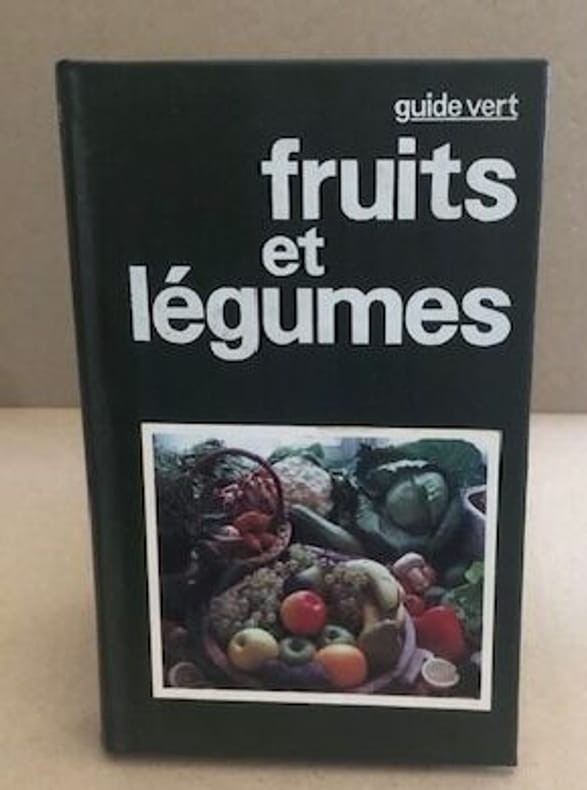 guide vert
fruits
et
légumes